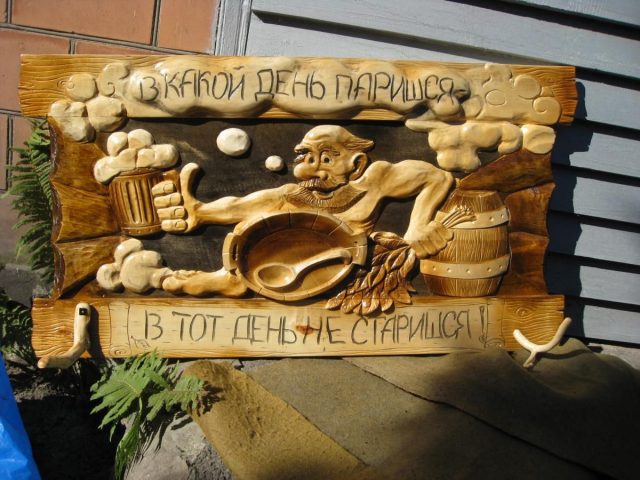 В КАКОЙ ДЕНЬ ПАРИШСЯ-
В ТОТ ДЕНЬ НЕ СТАРИШСЯ!